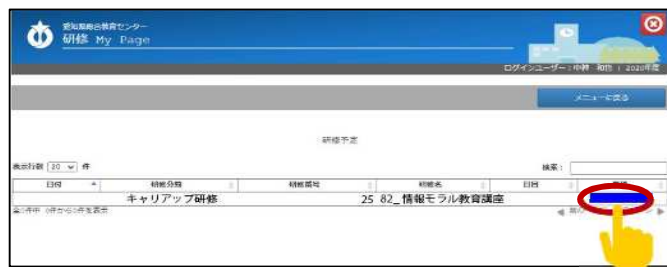 愛知県総合教育センター
研修 My Page
ログインユーザー：中神 和也 | 2020年度
メニューに戻る
研修予定
表示行数 20 件
検索：
日付 研修分類 研修番号 研修名 日目
キャリアップ研修 25 82_情報モラル教育講座